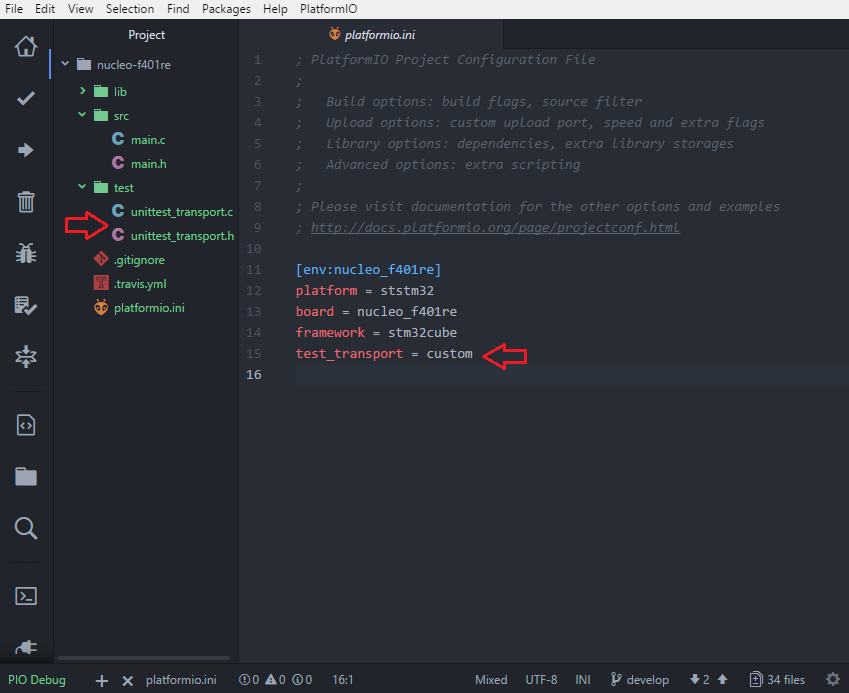 File Edit View Selection Find Packages Help PlatformIO
Project
nucleo-f401re
lib
src
main.c
main.h
test
unittest_transport.c
unittest_transport.h
.gitignore
.travis.yml
platformio.ini
platformio.ini
1 ; PlatformIO Project Configuration File
2 ;
3 ;   Build options: build flags, source filter
4 ;   Upload options: custom upload port, speed and extra flags
5 ;   Library options: dependencies, extra library storages
6 ;   Advanced options: extra scripting
7 ;
8 ; Please visit documentation for the other options and examples
9 ; http://docs.platformio.org/page/projectconf.html
10
11 [env:nucleo_f401re]
12 platform = ststm32
13 board = nucleo_f401re
14 framework = stm32cube
15 test_transport = custom
16
PIO Debug + × platformio.ini 0 0 0 16:1 Mixed UTF-8 INI develop 2 34 files